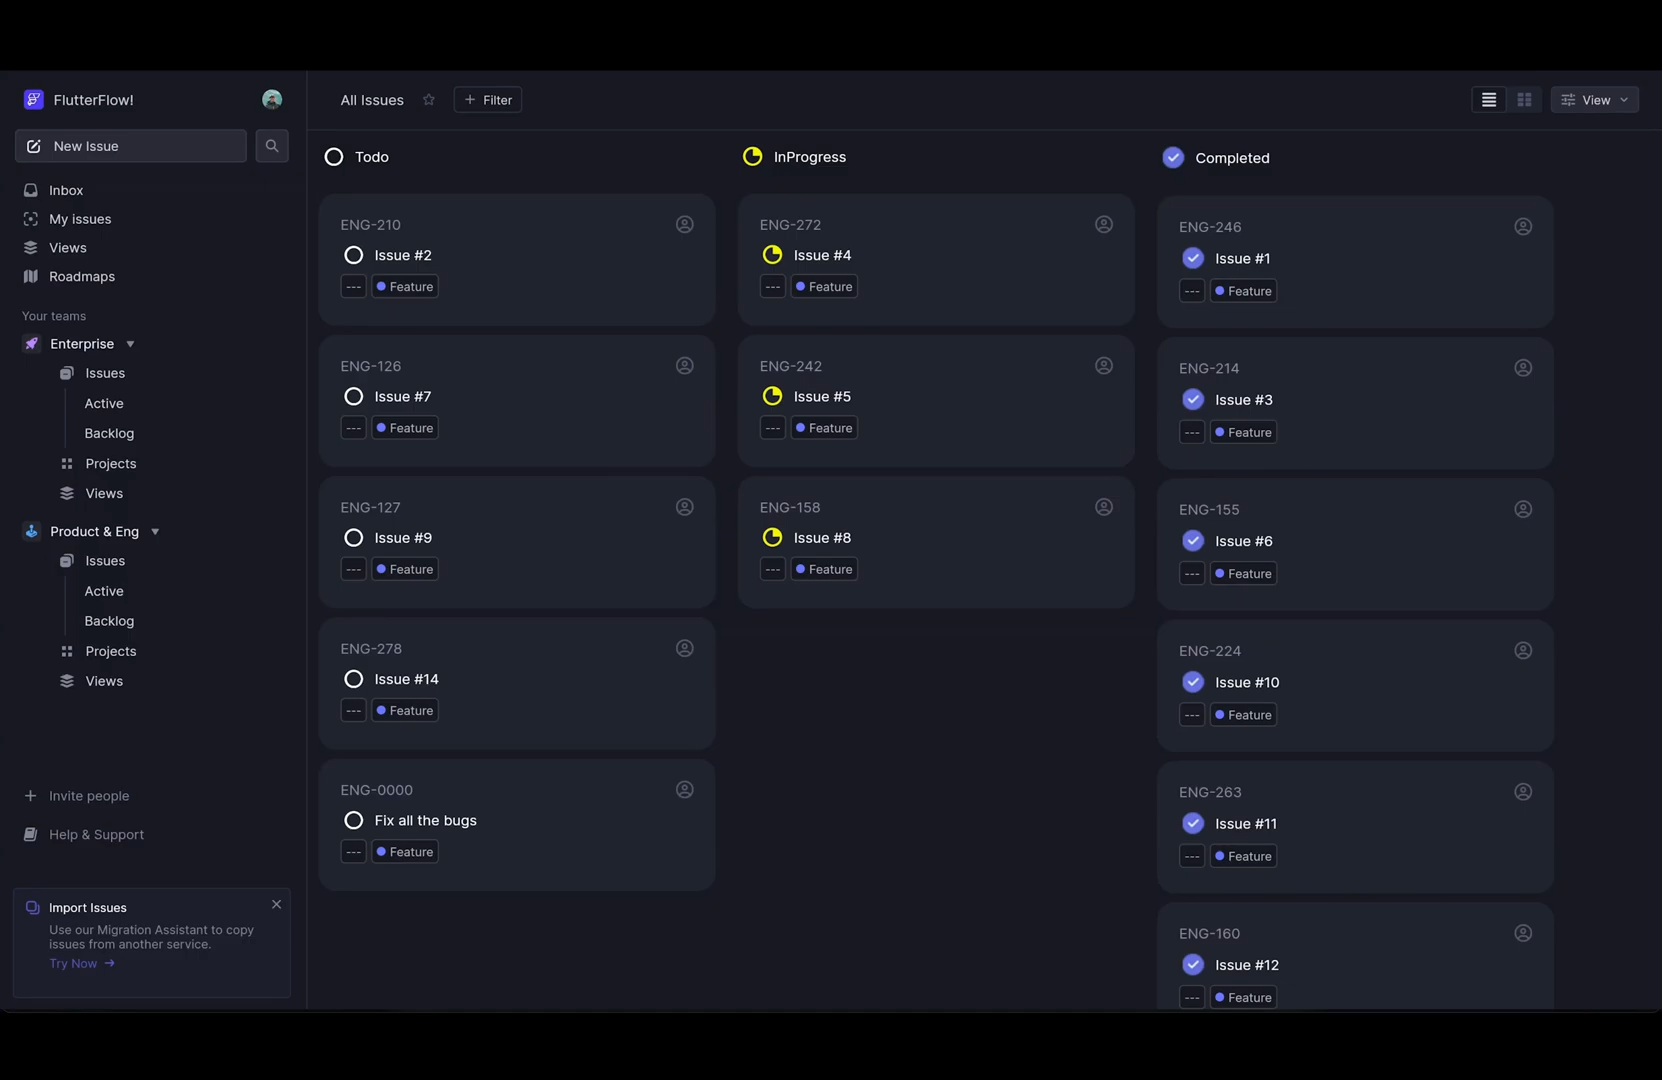 FlutterFlow!
New Issue
Inbox
My issues
Views
Roadmaps
Your teams
Enterprise
Issues
Active
Backlog
Projects
Views
Product & Eng
Issues
Active
Backlog
Projects
Views
Invite people
Help & Support
Import Issues
Use our Migration Assistant to copy
issues from another service.
Try Now →
All Issues
+ Filter
View
Todo
ENG-210
Issue #2
--- Feature
ENG-126
Issue #7
--- Feature
ENG-127
Issue #9
--- Feature
ENG-278
Issue #14
--- Feature
ENG-0000
Fix all the bugs
--- Feature
InProgress
ENG-272
Issue #4
--- Feature
ENG-242
Issue #5
--- Feature
ENG-158
Issue #8
--- Feature
Completed
ENG-246
Issue #1
--- Feature
ENG-214
Issue #3
--- Feature
ENG-155
Issue #6
--- Feature
ENG-224
Issue #10
--- Feature
ENG-263
Issue #11
--- Feature
ENG-160
Issue #12
--- Feature